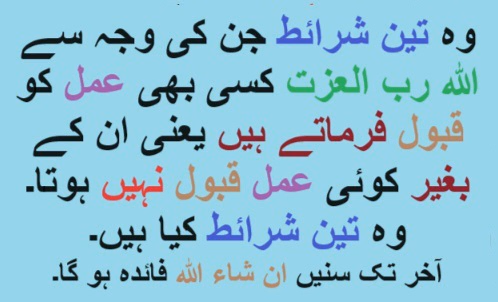 وہ تین شرائط جن کی وجہ سے
اللہ رب العزت کسی بھی عمل کو
قبول فرماتے ہیں یعنی ان کے
بغیر کوئی عمل قبول نہیں ہوتا۔
وہ تین شرائط کیا ہیں۔
آخر تک سنیں ان شاء اللہ فائدہ ہو گا۔